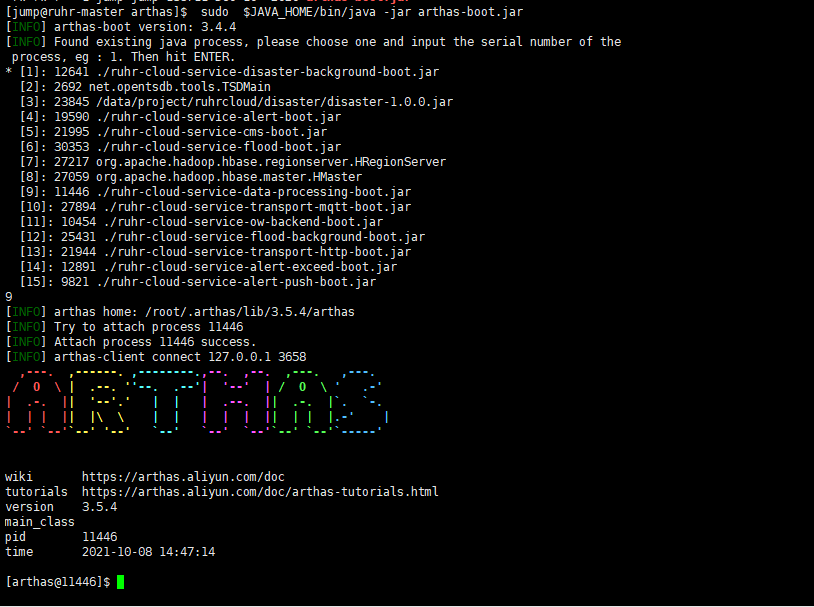 [jump@ruhr-master arthas]$  sudo  $JAVA_HOME/bin/java -jar arthas-boot.jar
[INFO] arthas-boot version: 3.4.4
[INFO] Found existing java process, please choose one and input the serial number of the
 process, eg : 1. Then hit ENTER.
* [1]: 12641 ./ruhr-cloud-service-disaster-background-boot.jar
  [2]: 2692 net.opentsdb.tools.TSDMain
  [3]: 23845 /data/project/ruhrcloud/disaster/disaster-1.0.0.jar
  [4]: 19590 ./ruhr-cloud-service-alert-boot.jar
  [5]: 21995 ./ruhr-cloud-service-cms-boot.jar
  [6]: 30353 ./ruhr-cloud-service-flood-boot.jar
  [7]: 27217 org.apache.hadoop.hbase.regionserver.HRegionServer
  [8]: 27059 org.apache.hadoop.hbase.master.HMaster
  [9]: 11446 ./ruhr-cloud-service-data-processing-boot.jar
  [10]: 27894 ./ruhr-cloud-service-transport-mqtt-boot.jar
  [11]: 10454 ./ruhr-cloud-service-ow-backend-boot.jar
  [12]: 25431 ./ruhr-cloud-service-flood-background-boot.jar
  [13]: 21944 ./ruhr-cloud-service-transport-http-boot.jar
  [14]: 12891 ./ruhr-cloud-service-alert-exceed-boot.jar
  [15]: 9821 ./ruhr-cloud-service-alert-push-boot.jar
9
[INFO] arthas home: /root/.arthas/lib/3.5.4/arthas
[INFO] Try to attach process 11446
[INFO] Attach process 11446 success.
[INFO] arthas-client connect 127.0.0.1 3658
ARTHAS
wiki       https://arthas.aliyun.com/doc
tutorials  https://arthas.aliyun.com/doc/arthas-tutorials.html
version    3.5.4
main_class
pid        11446
time       2021-10-08 14:47:14
[arthas@11446]$